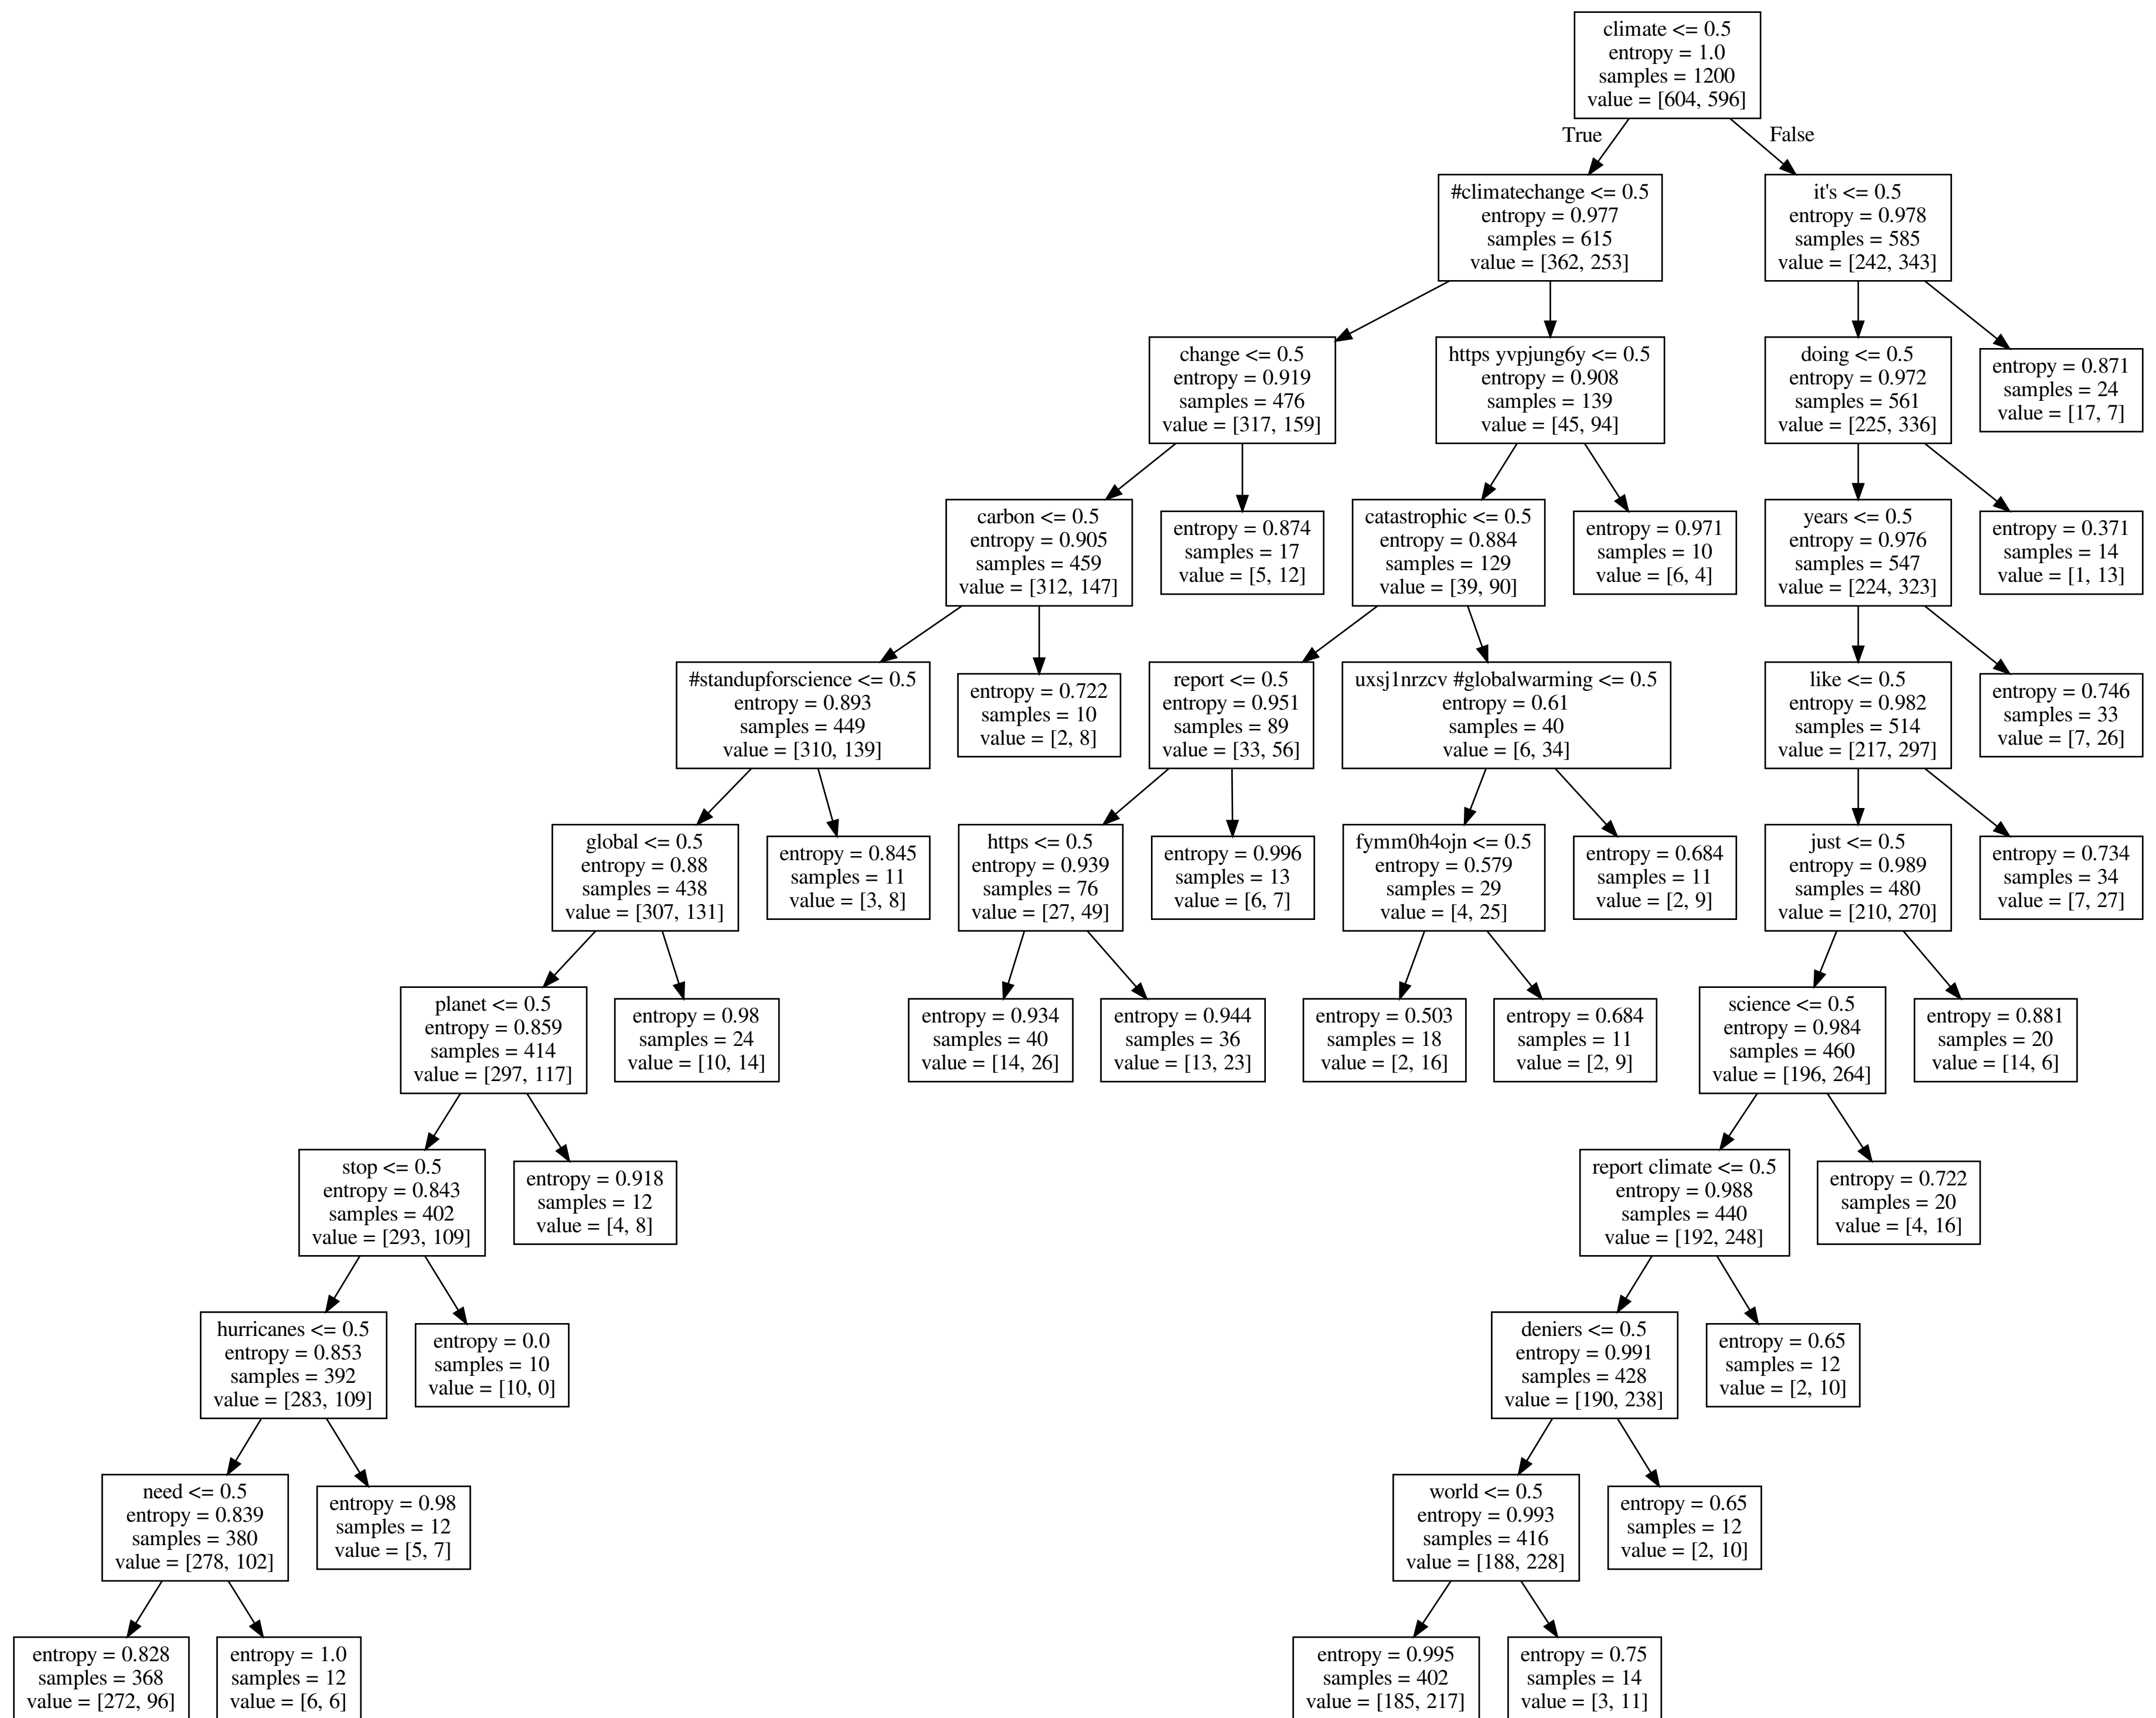 climate <= 0.5
entropy = 1.0
samples = 1200
value = [604, 596]
True
False
#climatechange <= 0.5
entropy = 0.977
samples = 615
value = [362, 253]
it's <= 0.5
entropy = 0.978
samples = 585
value = [242, 343]
change <= 0.5
entropy = 0.919
samples = 476
value = [317, 159]
https yvpjung6y <= 0.5
entropy = 0.908
samples = 139
value = [45, 94]
doing <= 0.5
entropy = 0.972
samples = 561
value = [225, 336]
entropy = 0.871
samples = 24
value = [17, 7]
carbon <= 0.5
entropy = 0.905
samples = 459
value = [312, 147]
entropy = 0.874
samples = 17
value = [5, 12]
catastrophic <= 0.5
entropy = 0.884
samples = 129
value = [39, 90]
entropy = 0.971
samples = 10
value = [6, 4]
years <= 0.5
entropy = 0.976
samples = 547
value = [224, 323]
entropy = 0.371
samples = 14
value = [1, 13]
#standupforscience <= 0.5
entropy = 0.893
samples = 449
value = [310, 139]
entropy = 0.722
samples = 10
value = [2, 8]
report <= 0.5
entropy = 0.951
samples = 89
value = [33, 56]
uxsj1nrzcv #globalwarming <= 0.5
entropy = 0.61
samples = 40
value = [6, 34]
like <= 0.5
entropy = 0.982
samples = 514
value = [217, 297]
entropy = 0.746
samples = 33
value = [7, 26]
global <= 0.5
entropy = 0.88
samples = 438
value = [307, 131]
entropy = 0.845
samples = 11
value = [3, 8]
https <= 0.5
entropy = 0.939
samples = 76
value = [27, 49]
entropy = 0.996
samples = 13
value = [6, 7]
fymm0h4ojn <= 0.5
entropy = 0.579
samples = 29
value = [4, 25]
entropy = 0.684
samples = 11
value = [2, 9]
just <= 0.5
entropy = 0.989
samples = 480
value = [210, 270]
entropy = 0.734
samples = 34
value = [7, 27]
planet <= 0.5
entropy = 0.859
samples = 414
value = [297, 117]
entropy = 0.98
samples = 24
value = [10, 14]
entropy = 0.934
samples = 40
value = [14, 26]
entropy = 0.944
samples = 36
value = [13, 23]
entropy = 0.503
samples = 18
value = [2, 16]
entropy = 0.684
samples = 11
value = [2, 9]
science <= 0.5
entropy = 0.984
samples = 460
value = [196, 264]
entropy = 0.881
samples = 20
value = [14, 6]
stop <= 0.5
entropy = 0.843
samples = 402
value = [293, 109]
entropy = 0.918
samples = 12
value = [4, 8]
report climate <= 0.5
entropy = 0.988
samples = 440
value = [192, 248]
entropy = 0.722
samples = 20
value = [4, 16]
hurricanes <= 0.5
entropy = 0.853
samples = 392
value = [283, 109]
entropy = 0.0
samples = 10
value = [10, 0]
deniers <= 0.5
entropy = 0.991
samples = 428
value = [190, 238]
entropy = 0.65
samples = 12
value = [2, 10]
need <= 0.5
entropy = 0.839
samples = 380
value = [278, 102]
entropy = 0.98
samples = 12
value = [5, 7]
world <= 0.5
entropy = 0.993
samples = 416
value = [188, 228]
entropy = 0.65
samples = 12
value = [2, 10]
entropy = 0.828
samples = 368
value = [272, 96]
entropy = 1.0
samples = 12
value = [6, 6]
entropy = 0.995
samples = 402
value = [185, 217]
entropy = 0.75
samples = 14
value = [3, 11]